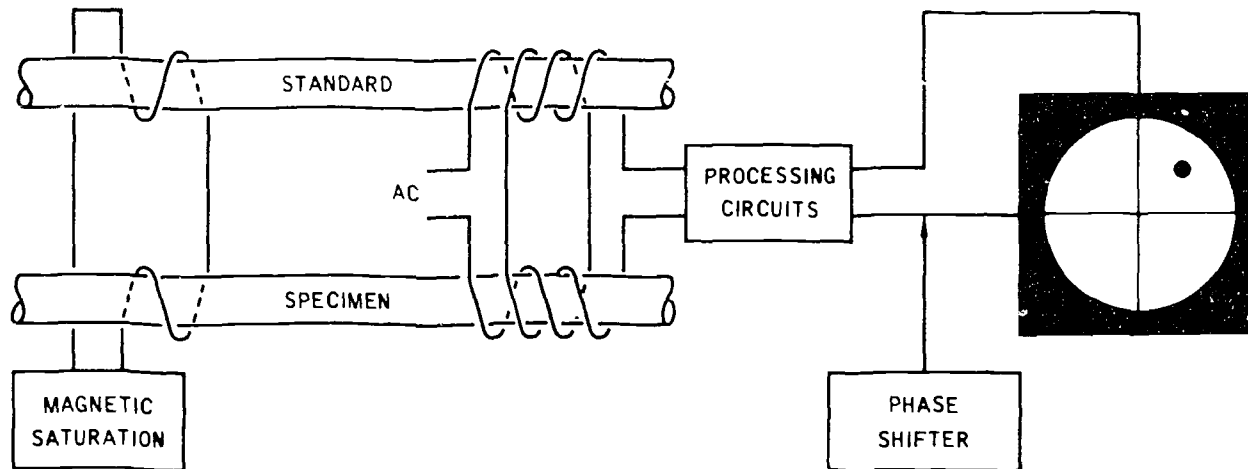 STANDARD
AC
PROCESSING
CIRCUITS
SPECIMEN
MAGNETIC
SATURATION
PHASE
SHIFTER